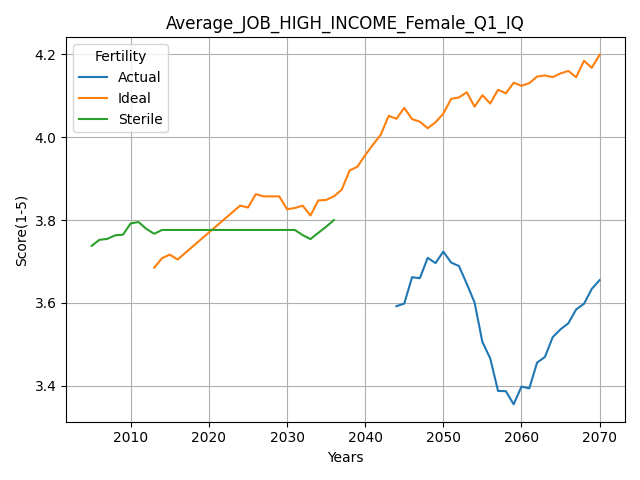 Average_JOB_HIGH_INCOME_Female_Q1_IQ
Fertility
Actual
Ideal
Sterile
Score(1-5)
4.2
4.0
3.8
3.6
3.4
2010 2020 2030 2040 2050 2060 2070
Years